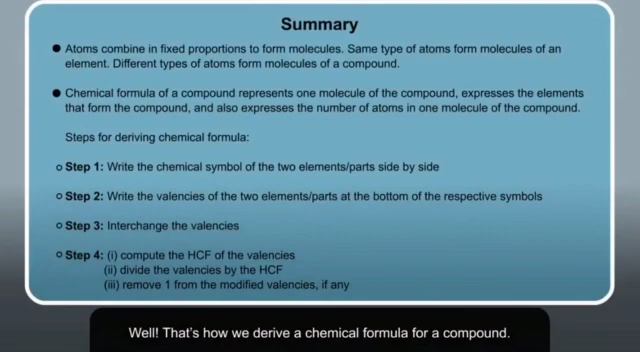 Summary
● Atoms combine in fixed proportions to form molecules. Same type of atoms form molecules of an
element. Different types of atoms form molecules of a compound.
● Chemical formula of a compound represents one molecule of the compound, expresses the elements
that form the compound, and also expresses the number of atoms in one molecule of the compound.
Steps for deriving chemical formula:
o Step 1: Write the chemical symbol of the two elements/parts side by side
o Step 2: Write the valencies of the two elements/parts at the bottom of the respective symbols
o Step 3: Interchange the valencies
o Step 4: (i) compute the HCF of the valencies
(ii) divide the valencies by the HCF
(iii) remove 1 from the modified valencies, if any
Well! That's how we derive a chemical formula for a compound.